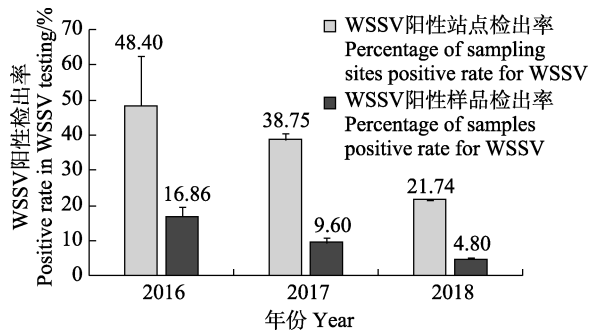 WSSV阳性站点检出率
Percentage of sampling
sites positive rate for WSSV
WSSV阳性样品检出率
Percentage of samples
positive rate for WSSV
WSSV阳性检出率
Positive rate in WSSV testing/%
70
60
50
40
30
20
10
0
48.40
16.86
38.75
9.60
21.74
4.80
2016
2017
2018
年份 Year